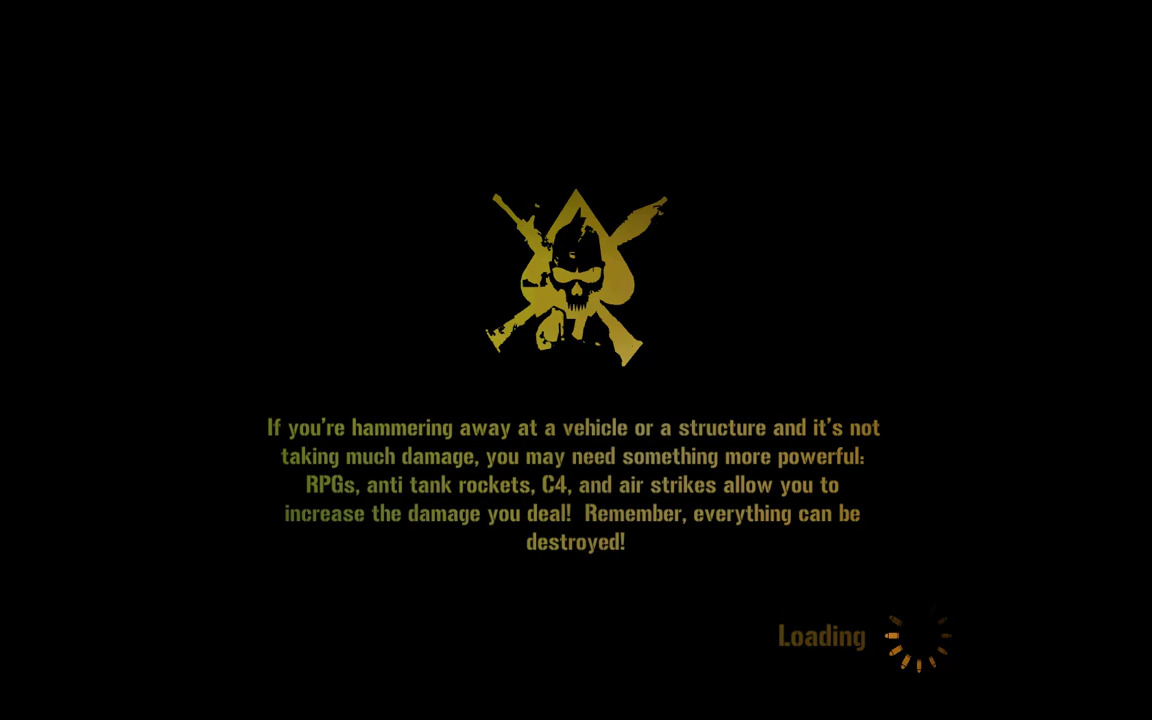 If you're hammering away at a vehicle or a structure and it's not
taking much damage, you may need something more powerful:
RPGs, anti tank rockets, C4, and air strikes allow you to
increase the damage you deal!  Remember, everything can be
destroyed!
Loading